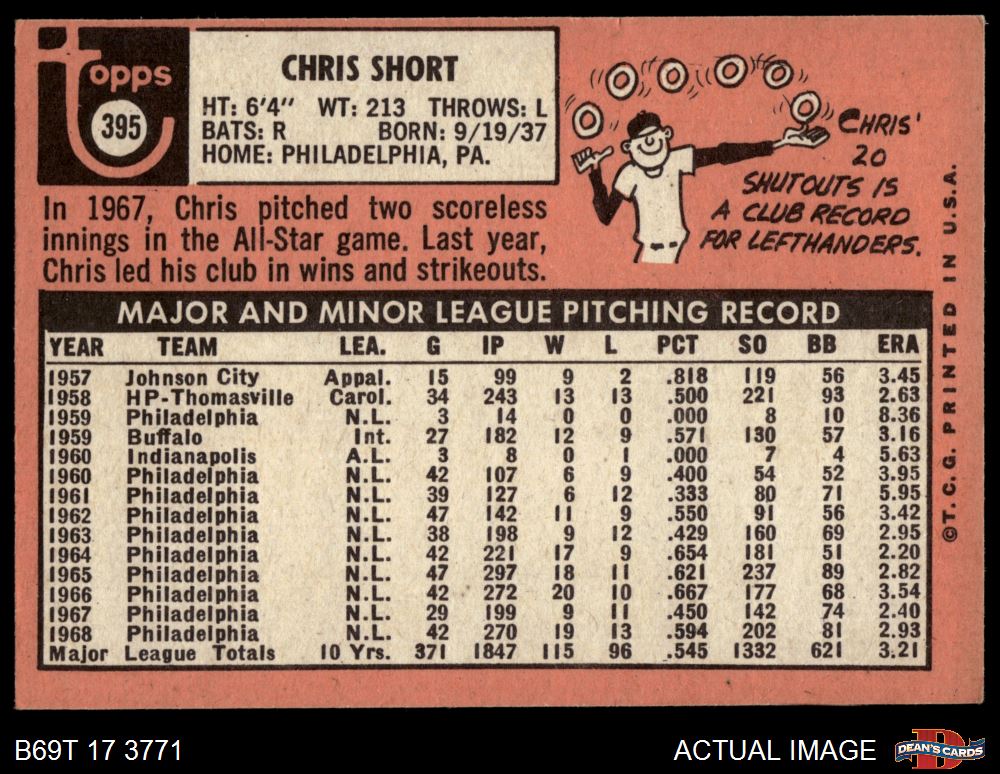 topps
395
CHRIS SHORT
HT: 6'4" WT: 213 THROWS: L
BATS: R BORN: 9/19/37
HOME: PHILADELPHIA, PA.
In 1967, Chris pitched two scoreless
innings in the All-Star game. Last year,
Chris led his club in wins and strikeouts.
CHRIS'
20
SHUTOUTS IS
A CLUB RECORD
FOR LEFTHANDERS.
MAJOR AND MINOR LEAGUE PITCHING RECORD
YEAR TEAM LEA. G IP W L PCT SO BB ERA
1957 Johnson City Appal. 15 99 9 2 .818 119 56 3.45
1958 HP-Thomasville Carol. 34 243 13 13 .500 221 93 2.63
1959 Philadelphia N.L. 3 14 0 0 .000 8 10 8.36
1959 Buffalo Int. 27 182 12 9 .571 130 57 3.16
1960 Indianapolis A.L. 3 8 0 1 .000 7 4 5.63
1960 Philadelphia N.L. 42 107 6 9 .400 54 52 3.95
1961 Philadelphia N.L. 39 127 6 12 .333 80 71 5.95
1962 Philadelphia N.L. 47 142 11 9 .550 91 56 3.42
1963 Philadelphia N.L. 38 198 9 12 .429 160 69 2.95
1964 Philadelphia N.L. 42 221 17 9 .654 181 51 2.20
1965 Philadelphia N.L. 47 297 18 11 .621 237 89 2.82
1966 Philadelphia N.L. 42 272 20 10 .667 177 68 3.54
1967 Philadelphia N.L. 29 199 9 11 .450 142 74 2.40
1968 Philadelphia N.L. 42 270 19 13 .594 202 81 2.93
Major League Totals 10 Yrs. 371 1847 115 96 .545 1332 621 3.21
©T. C. G. PRINTED IN U.S.A.
B69T 17 3771
ACTUAL IMAGE
DEAN'S CARDS